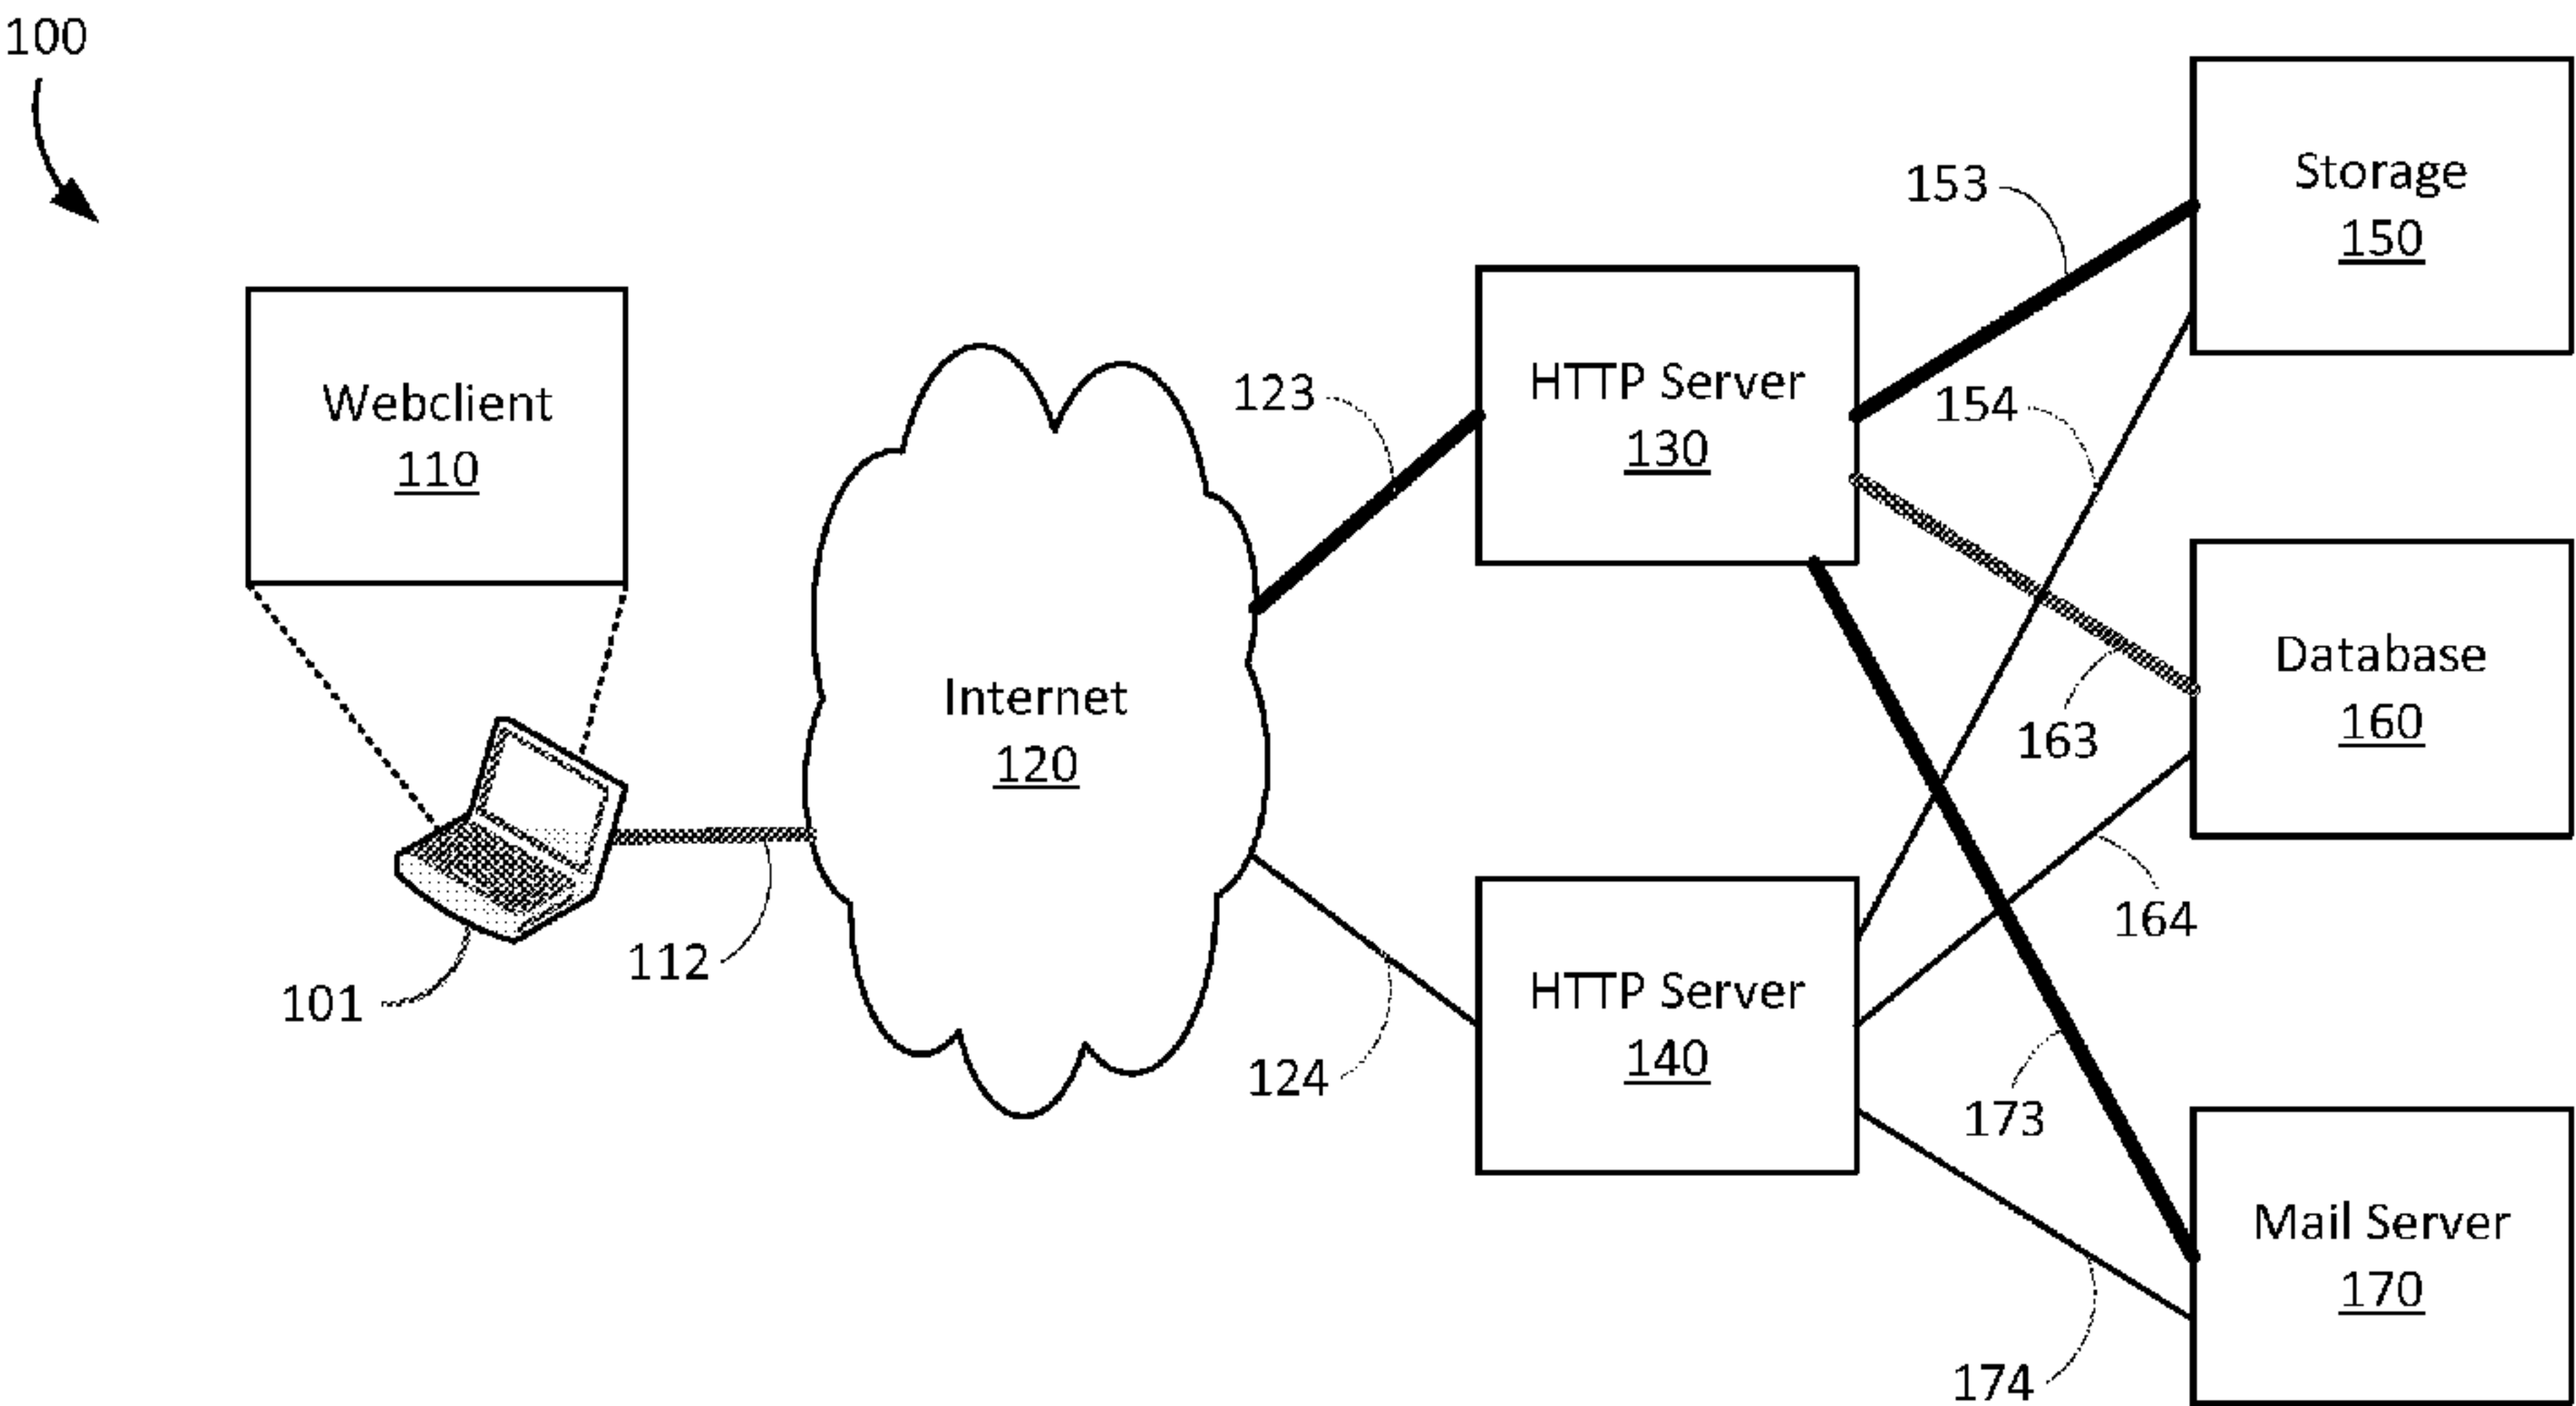 100
Webclient
110
101
112
Internet
120
123
124
HTTP Server
130
HTTP Server
140
153
154
163
164
173
174
Storage
150
Database
160
Mail Server
170